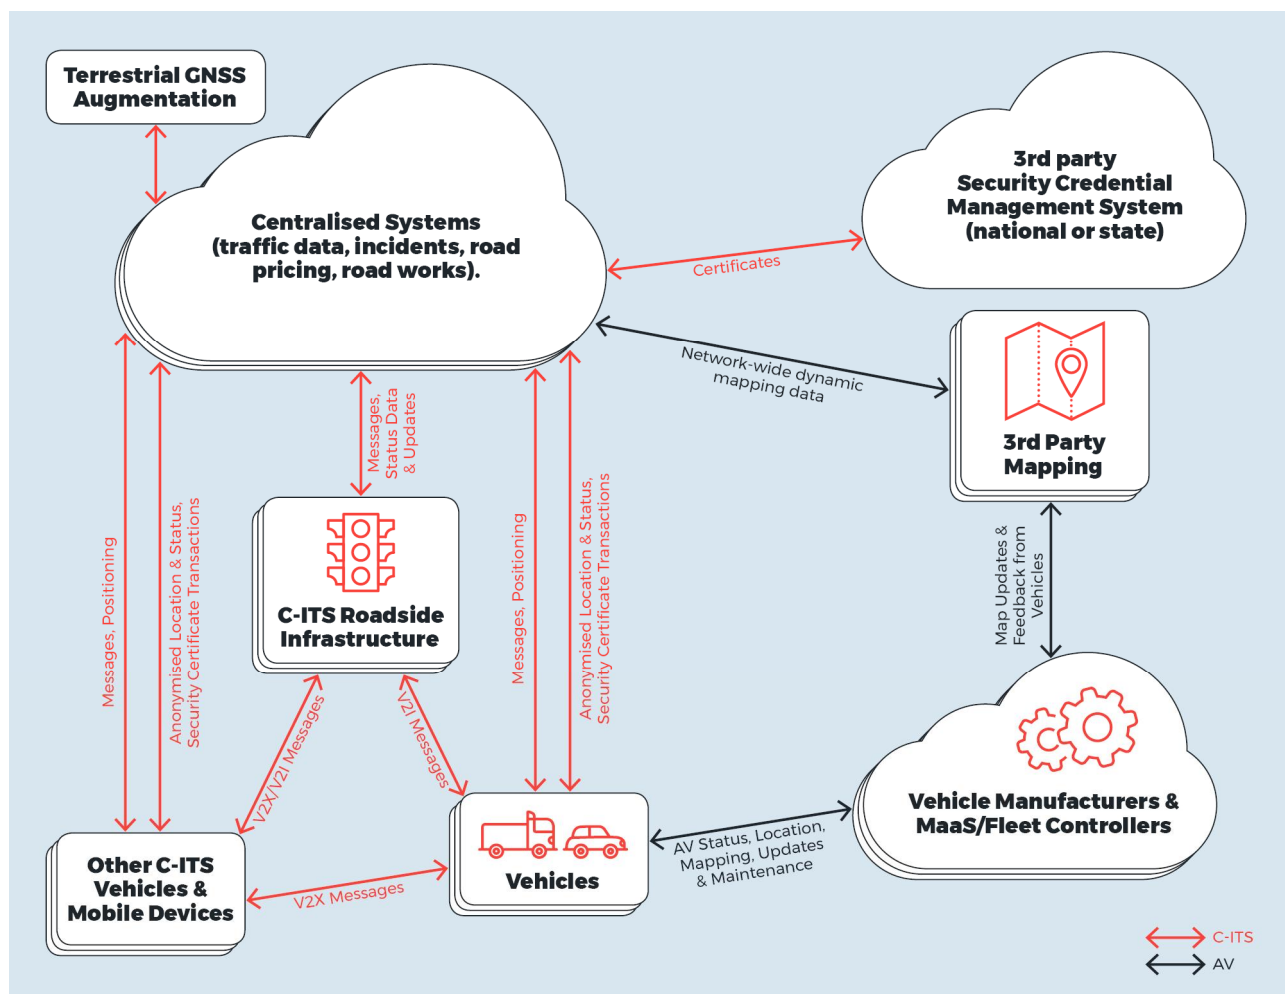 Terrestrial GNSS
Augmentation
Centralised Systems
(traffic data, incidents, road
pricing, road works).
3rd party
Security Credential
Management System
(national or state)
Certificates
Network-wide dynamic
mapping data
3rd Party
Mapping
Messages,
Status Data
& Updates
Messages, Positioning
Anonymised Location & Status,
Security Certificate Transactions
C-ITS Roadside
Infrastructure
Messages, Positioning
Anonymised Location & Status,
Security Certificate Transactions
Map Updates &
Feedback from
Vehicles
V2X/V2I Messages
V2I Messages
Vehicle Manufacturers &
MaaS/Fleet Controllers
AV Status, Location,
Mapping, Updates
& Maintenance
Other C-ITS
Vehicles &
Mobile Devices
V2X Messages
Vehicles
C-ITS
AV